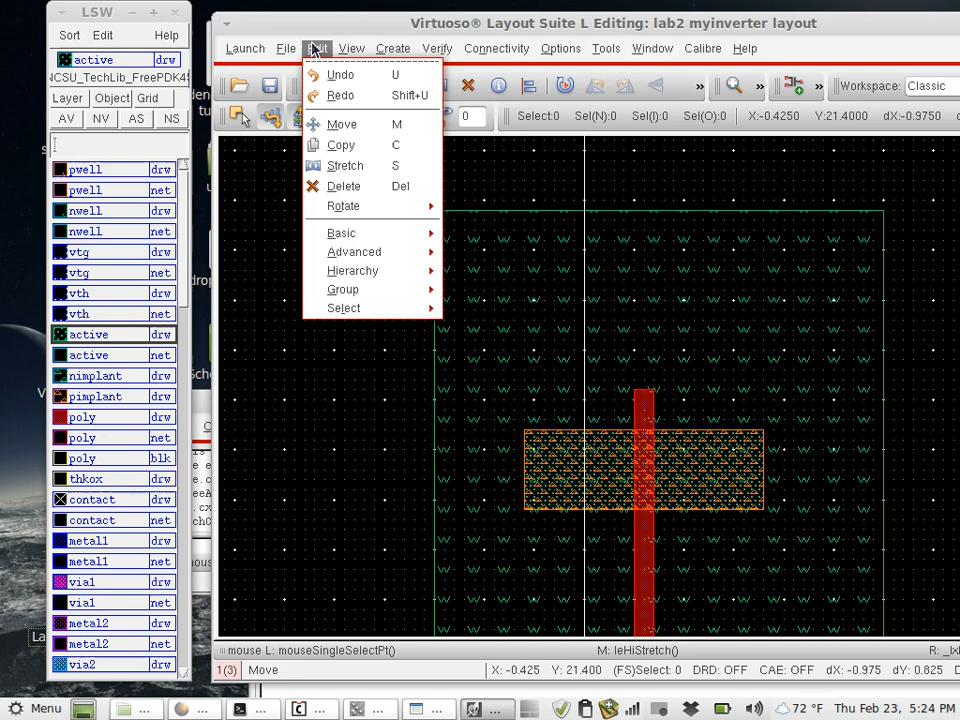 LSW
Sort Edit Help
active drw
NCSU_TechLib_FreePDK45
Layer Object Grid
AV NV AS NS
pwell drw
pwell net
nwell drw
nwell net
vtg drw
vtg net
vth drw
vth net
active drw
active net
nimplant drw
pimplant drw
poly drw
poly net
poly blk
thkox drw
contact drw
contact net
metal1 drw
metal1 net
via1 drw
via1 net
metal2 drw
metal2 net
via2 drw
Virtuoso® Layout Suite L Editing: lab2 myinverter layout
Launch File Edit View Create Verify Connectivity Options Tools Window Calibre Help
» » » Workspace: Classic
0 Select:0 Sel(N):0 Sel(I):0 Sel(O):0 X:-0.4250 Y:21.4000 dX:-0.9750
Undo U
Redo Shift+U
Move M
Copy C
Stretch S
Delete Del
Rotate
Basic
Advanced
Hierarchy
Group
Select
mouse L: mouseSingleSelectPt() M: leHiStretch() R: _lx
1(3) Move X: -0.425 Y: 21.400 (FS)Select: 0 DRD: OFF CAE: OFF dX: -0.975 dY: 0.825
Menu ... ... ... ... ... ... ... 72 °F Thu Feb 23, 5:24 PM